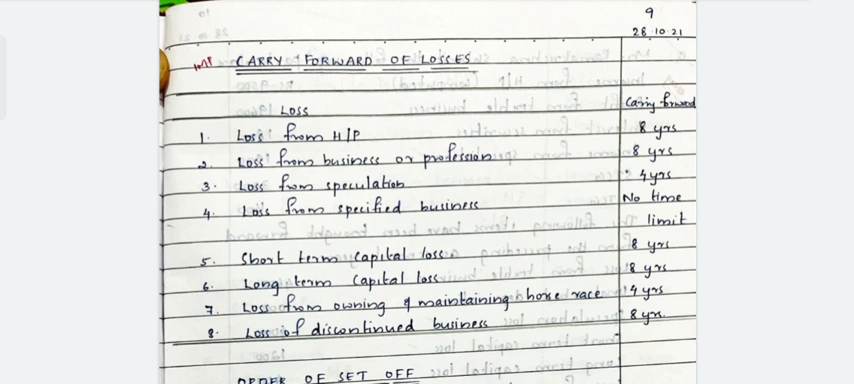 9
28.10.21
Imp CARRY FORWARD OF LOSSES
Loss Carry forward
1. Loss from H/P 8 yrs
2. Loss from business or profession 8 yrs
3. Loss from speculation 4 yrs
4. Loss from specified business No time
limit
5. Short term capital loss 8 yrs
6. Long term capital loss 8 yrs
7. Loss from owning & maintaining horse race 4 yrs
8. Loss of discontinued business 8 yrs.
ORDER OF SET OFF